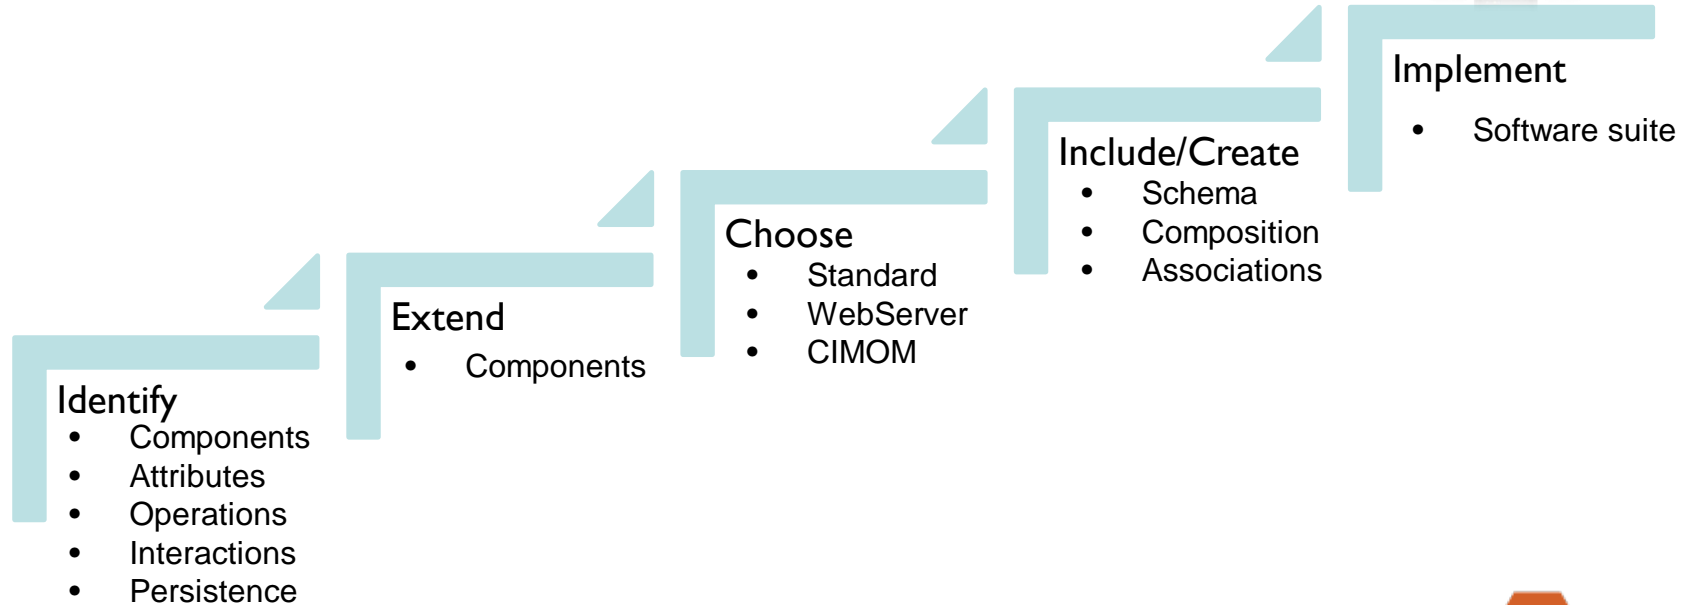 Identify
• Components
• Attributes
• Operations
• Interactions
• Persistence
Extend
• Components
Choose
• Standard
• WebServer
• CIMOM
Include/Create
• Schema
• Composition
• Associations
Implement
• Software suite